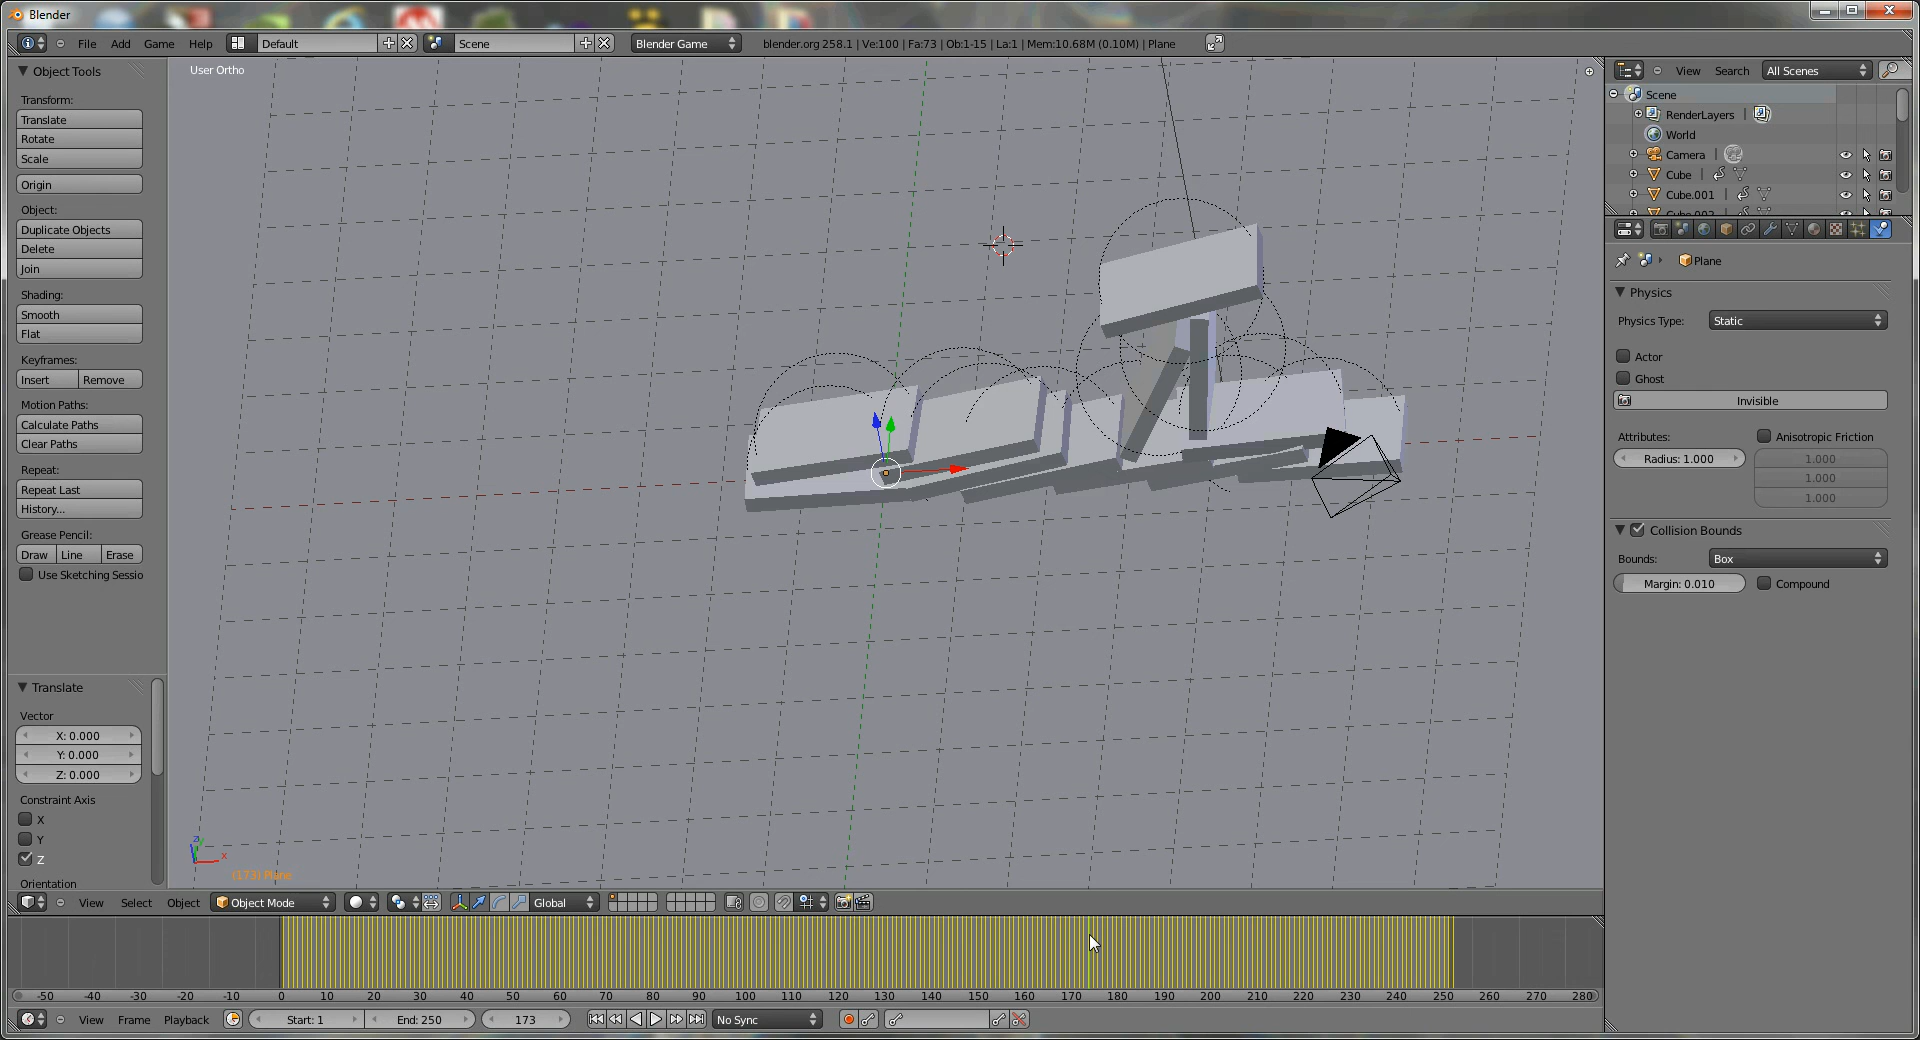 Blender
File Add Game Help Default Scene Blender Game blender.org 258.1 | Ve:100 | Fa:73 | Ob:1-15 | La:1 | Mem:10.68M (0.10M) | Plane
Object Tools
Transform:
Translate
Rotate
Scale
Origin
Object:
Duplicate Objects
Delete
Join
Shading:
Smooth
Flat
Keyframes:
Insert Remove
Motion Paths:
Calculate Paths
Clear Paths
Repeat:
Repeat Last
History...
Grease Pencil:
Draw Line Erase
Use Sketching Sessio
Translate
Vector
X: 0.000
Y: 0.000
Z: 0.000
Constraint Axis
X
Y
Z
Orientation
User Ortho
z
x
(173) Plane
View Select Object Object Mode Global
-50 -40 -30 -20 -10 0 10 20 30 40 50 60 70 80 90 100 110 120 130 140 150 160 170 180 190 200 210 220 230 240 250 260 270 280
View Frame Playback Start: 1 End: 250 173 No Sync
View Search All Scenes
Scene
RenderLayers
World
Camera
Cube
Cube.001
Cube.002
Plane
Physics
Physics Type: Static
Actor
Ghost
Invisible
Attributes:
Anisotropic Friction
Radius: 1.000
1.000
1.000
1.000
Collision Bounds
Bounds: Box
Margin: 0.010 Compound